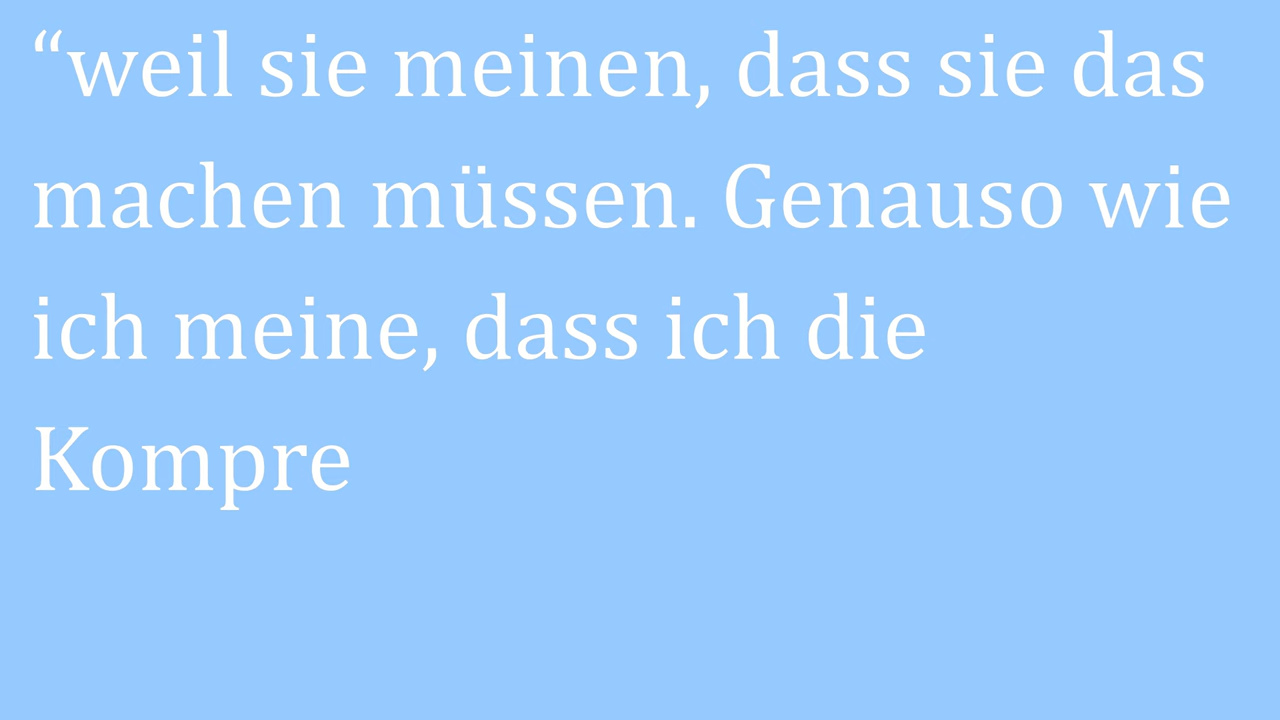 “weil sie meinen, dass sie das
machen müssen. Genauso wie
ich meine, dass ich die
Kompre